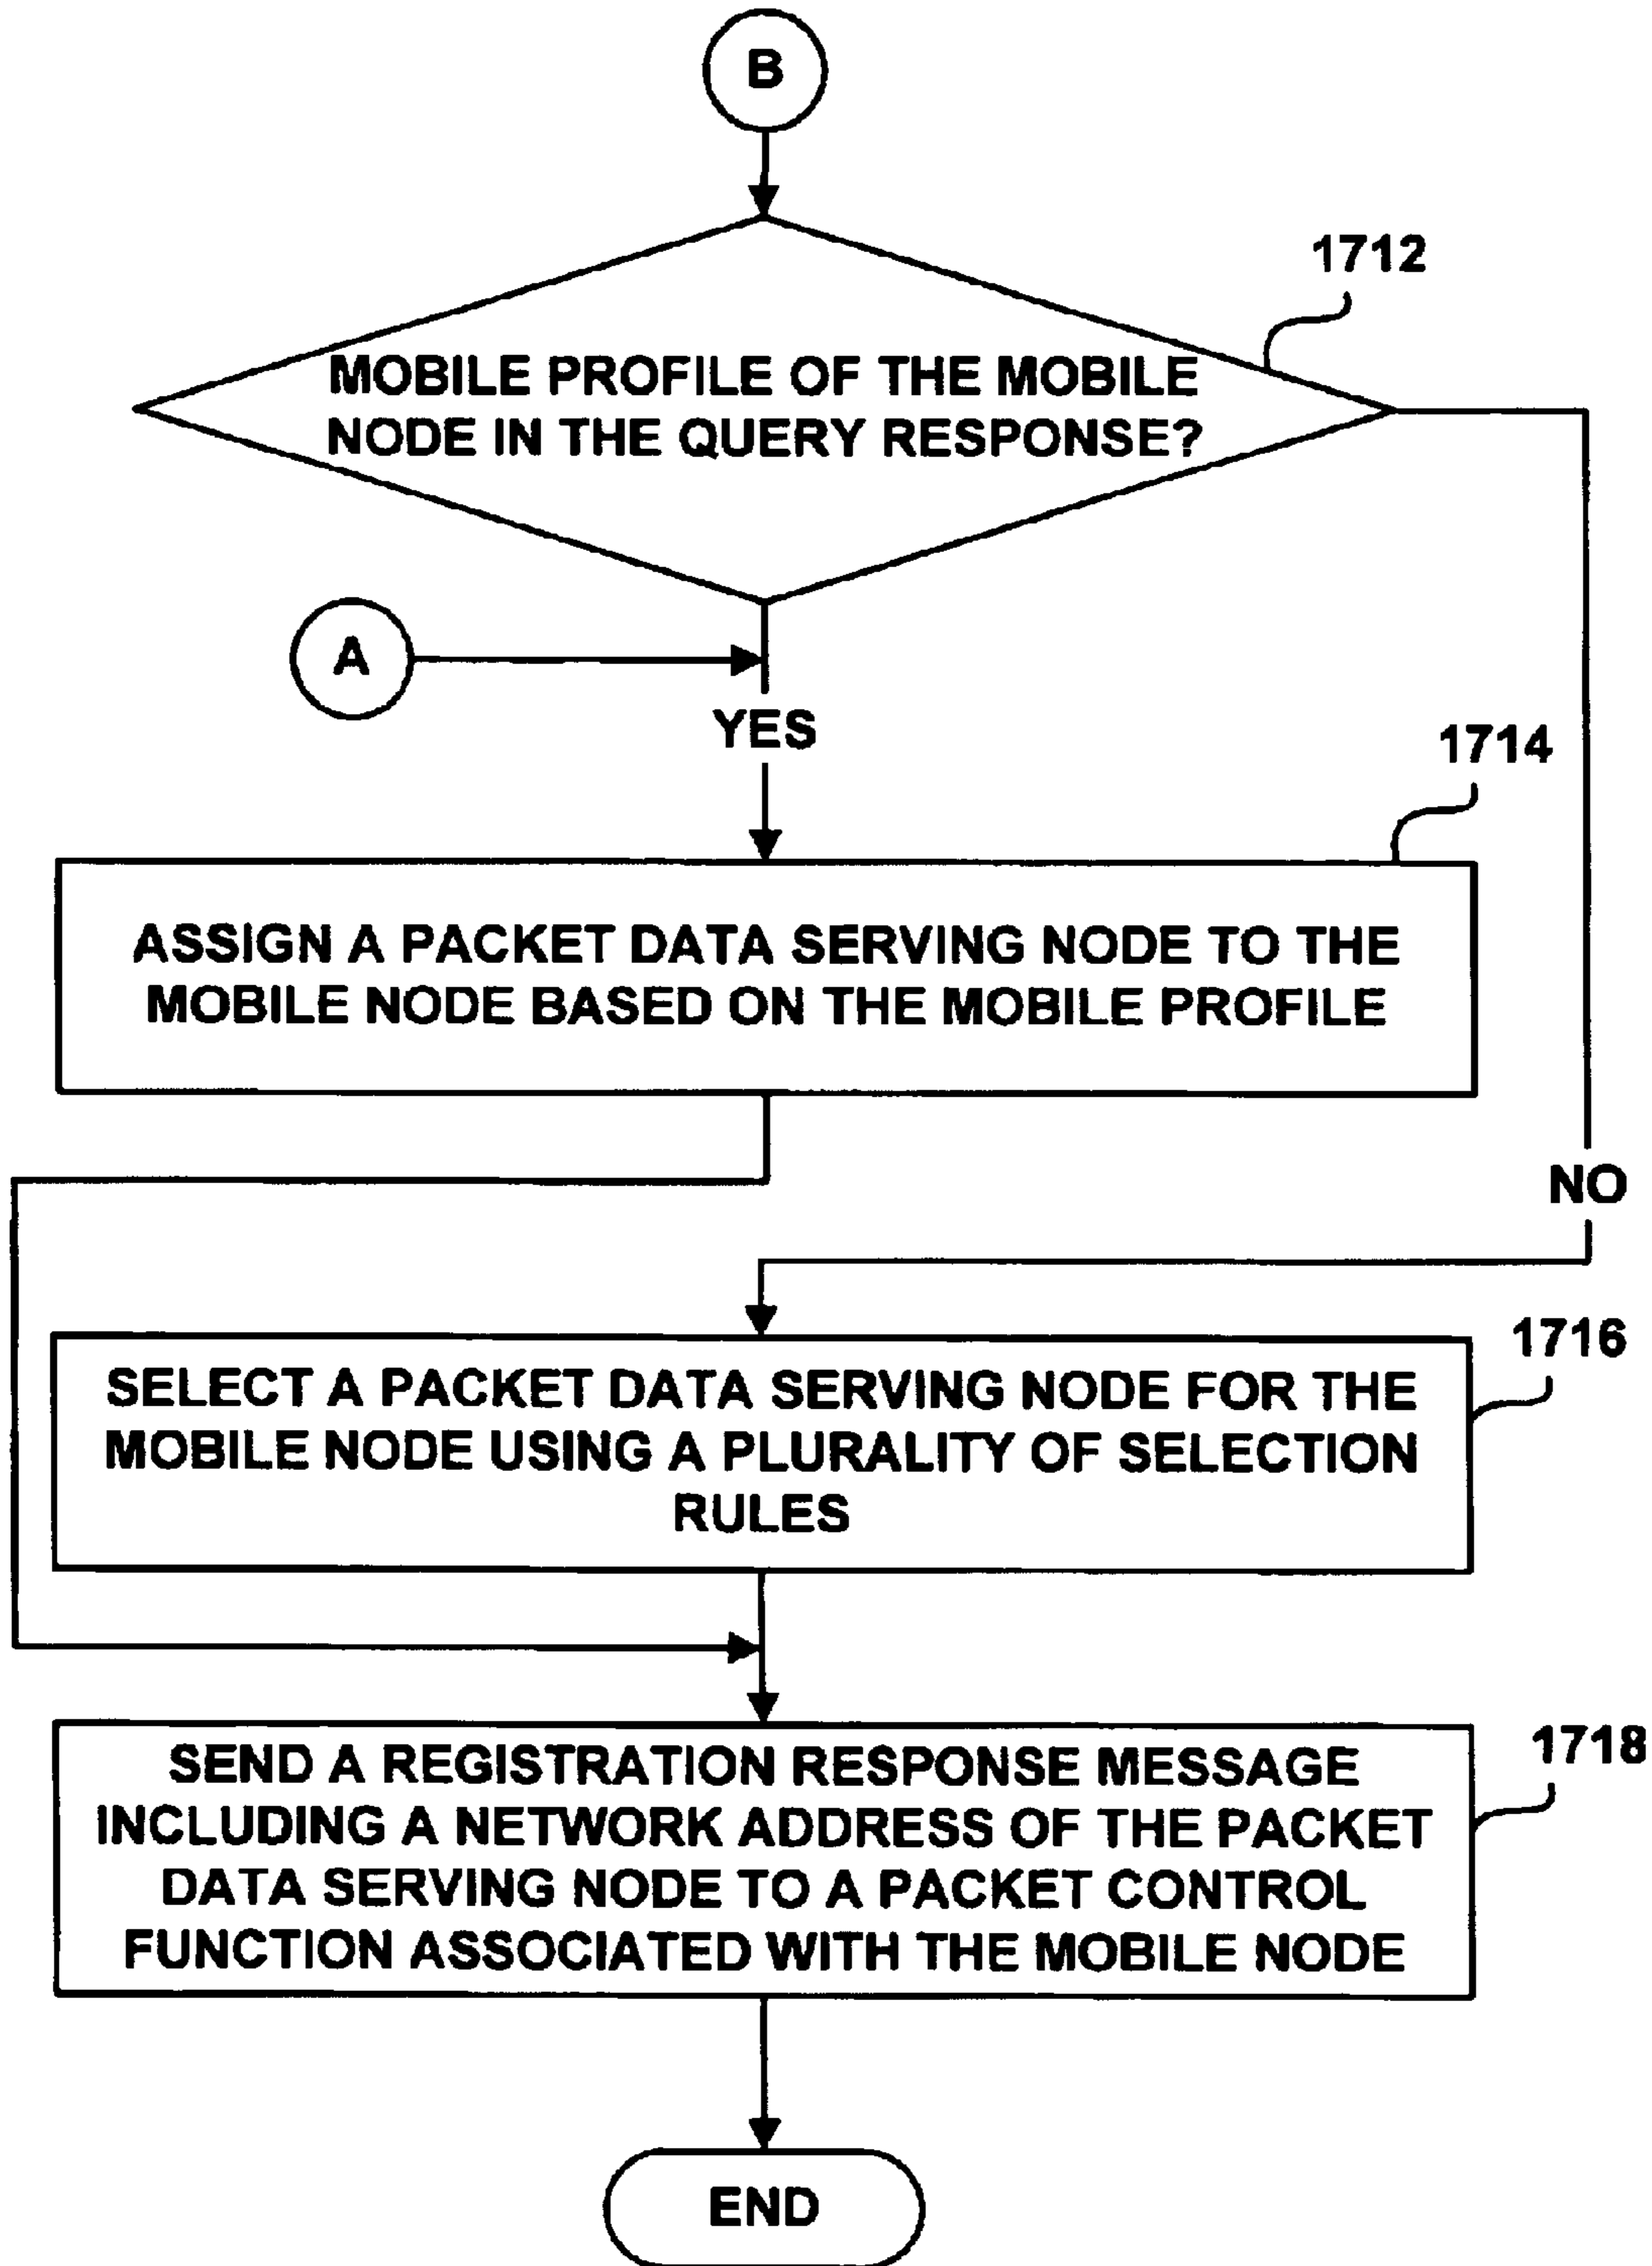 B
1712
MOBILE PROFILE OF THE MOBILE
NODE IN THE QUERY RESPONSE?
A
YES
1714
ASSIGN A PACKET DATA SERVING NODE TO THE
MOBILE NODE BASED ON THE MOBILE PROFILE
NO
1716
SELECT A PACKET DATA SERVING NODE FOR THE
MOBILE NODE USING A PLURALITY OF SELECTION
RULES
1718
SEND A REGISTRATION RESPONSE MESSAGE
INCLUDING A NETWORK ADDRESS OF THE PACKET
DATA SERVING NODE TO A PACKET CONTROL
FUNCTION ASSOCIATED WITH THE MOBILE NODE
END